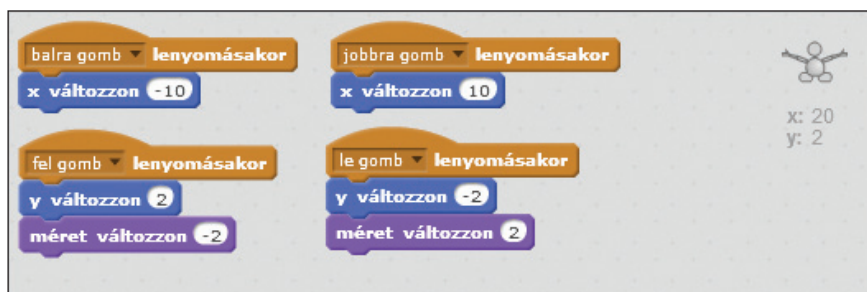 balra gomb lenyomásakor
x változzon -10
jobbra gomb lenyomásakor
x változzon 10
fel gomb lenyomásakor
y változzon 2
méret változzon -2
le gomb lenyomásakor
y változzon -2
méret változzon 2
x: 20
y: 2